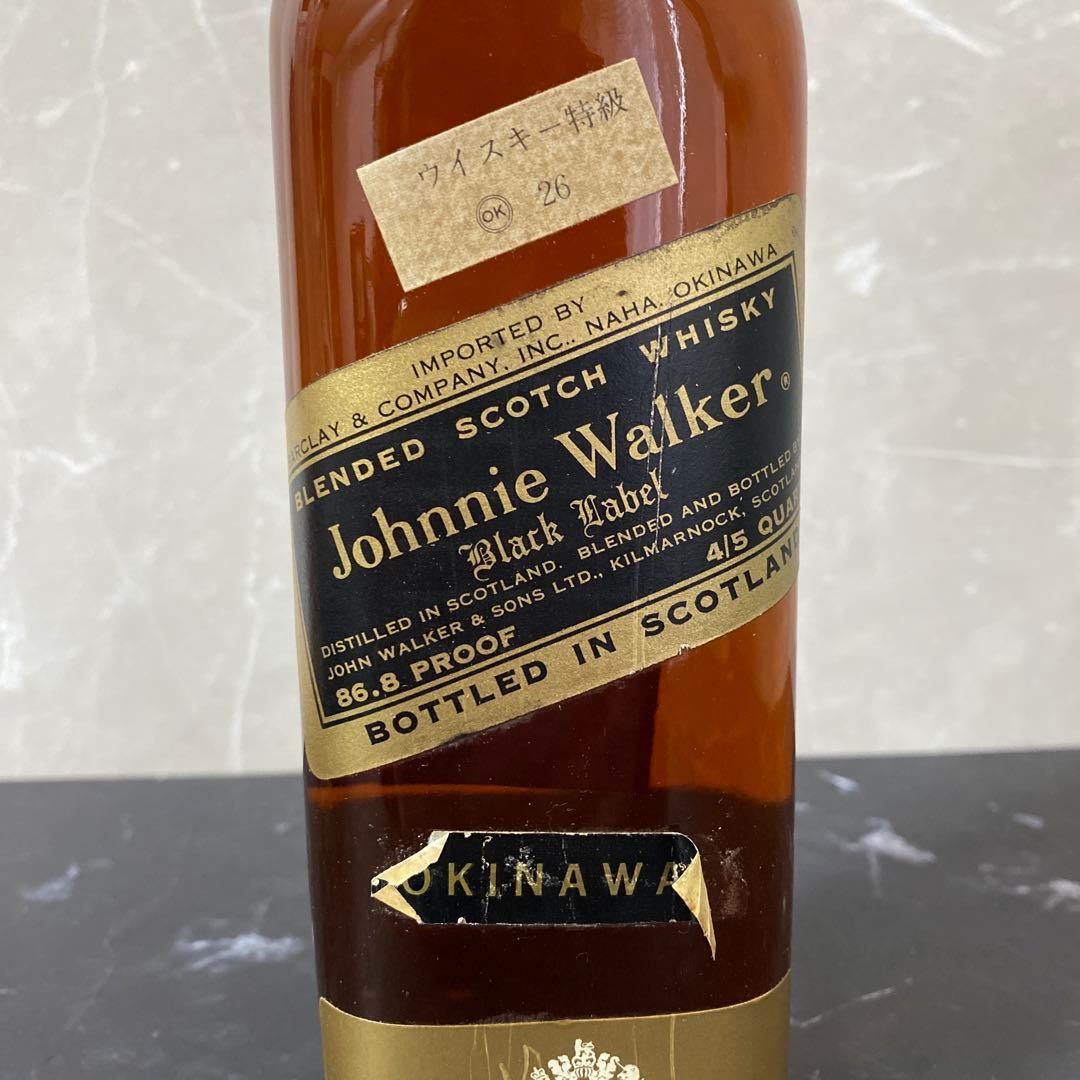 ウイスキー特級
OK 26
IMPORTED BY
BARCLAY & COMPANY, INC., NAHA, OKINAWA
BLENDED SCOTCH WHISKY
Johnnie Walker ®
Black Label
DISTILLED IN SCOTLAND. BLENDED AND BOTTLED BY
JOHN WALKER & SONS LTD., KILMARNOCK, SCOTLAND
86.8 PROOF 4/5 QUAR
BOTTLED IN SCOTLAND
OKINAWA